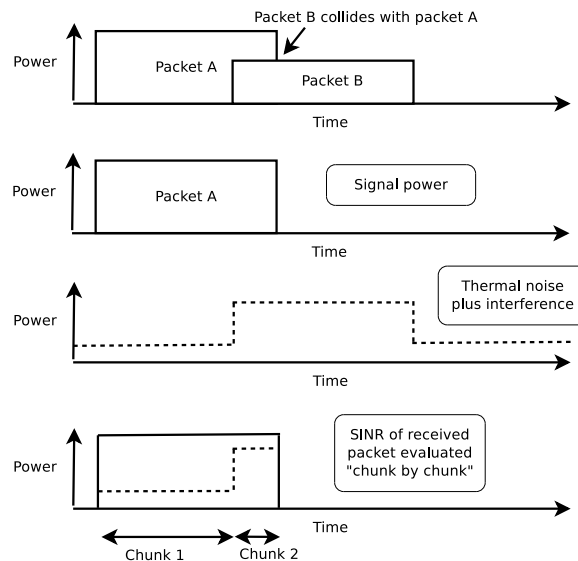 Packet B collides with packet A
Power
Packet A
Packet B
Time
Packet A
Signal power
Power
Time
Thermal noise
plus interference
Power
Time
SINR of received
packet evaluated
"chunk by chunk"
Power
Time
Chunk 1
Chunk 2